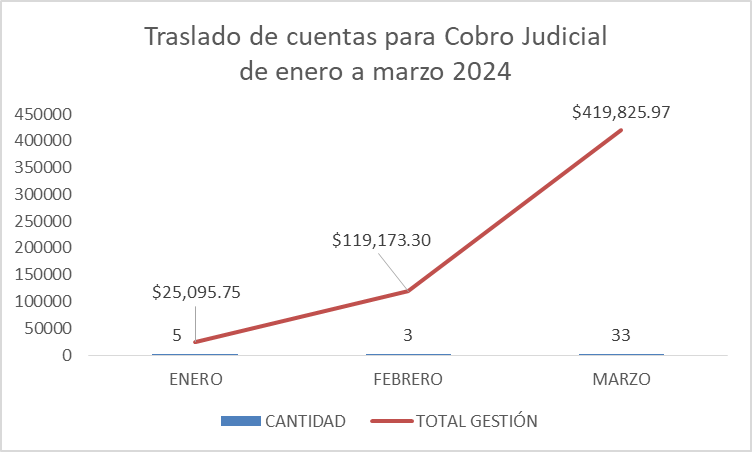 Traslado de cuentas para Cobro Judicial
de enero a marzo 2024
450000
400000
350000
300000
250000
200000
150000
100000
50000
0
$419,825.97
$119,173.30
$25,095.75
5
3
33
ENERO
FEBRERO
MARZO
CANTIDAD
TOTAL GESTIÓN